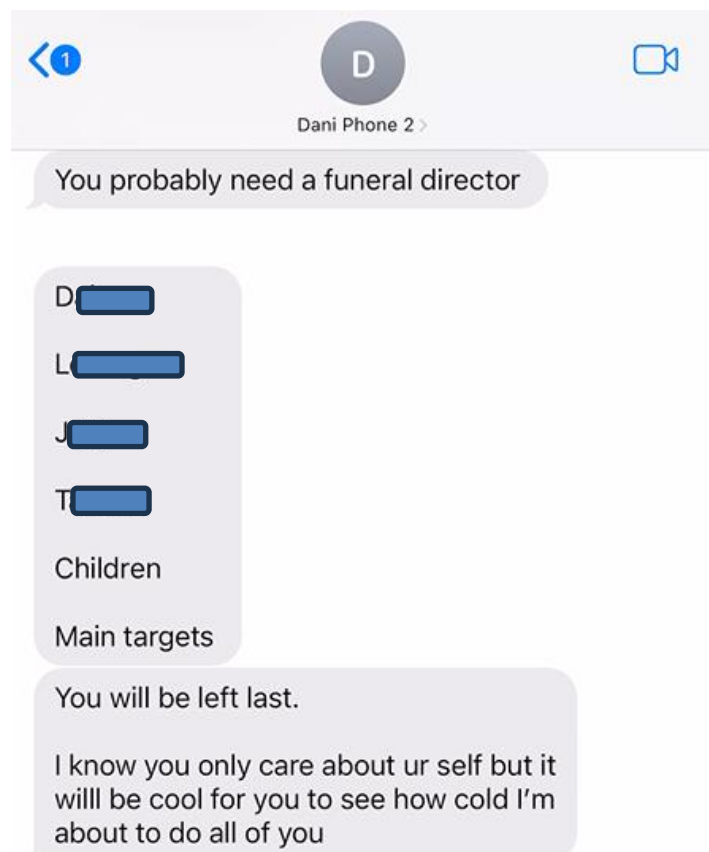 1
D
Dani Phone 2
You probably need a funeral director
D
L
J
T
Children
Main targets
You will be left last.
I know you only care about ur self but it
willl be cool for you to see how cold I'm
about to do all of you